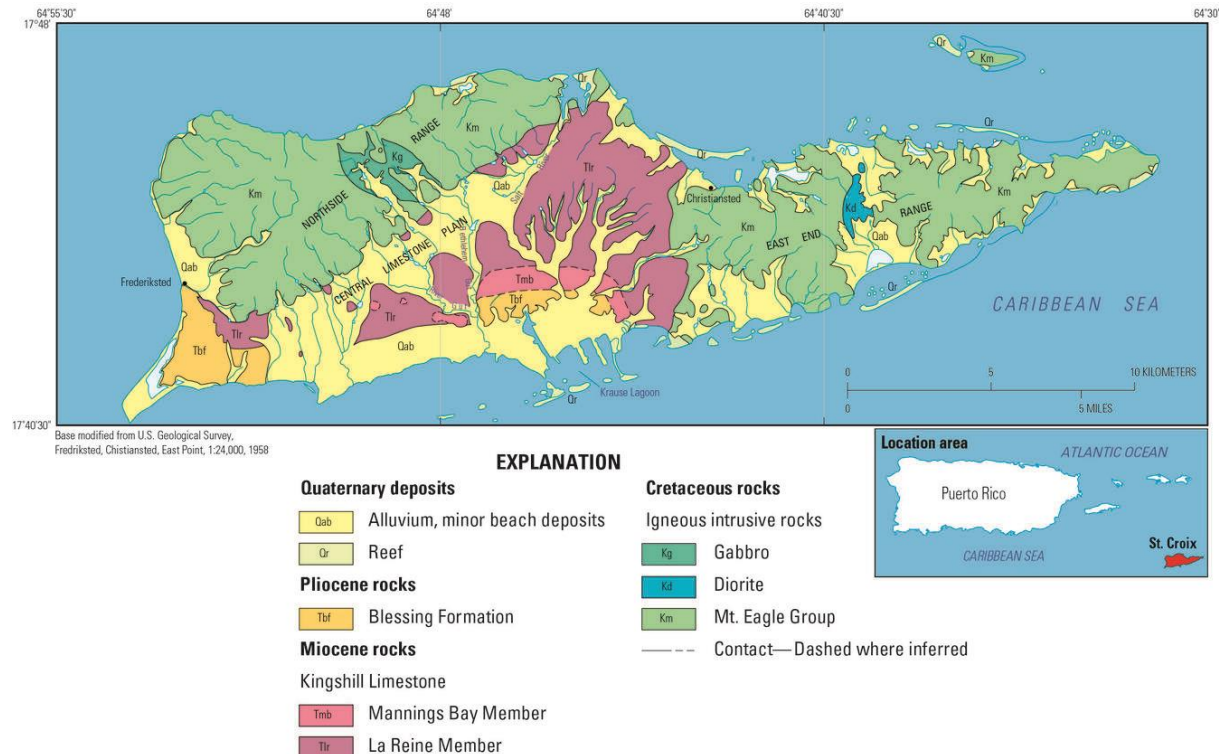 64°55'30"
64°48'
64°40'30"
64°30'
17°48'
Qr
Km
Qr
RANGE
Km
Kg
Tlr
Qr
Qr
Km
NORTHSIDE
Qab
Christiansted
Km
EAST END
Kd
RANGE
Km
Qab
CENTRAL LIMESTONE PLAIN
Qab
Frederiksted
Tmb
Tbf
Qr
CARIBBEAN SEA
Tlr
Tlr
Tbf
Qab
Krause Lagoon
Qr
0 5 10 KILOMETERS
0 5 MILES
17°40'30"
Base modified from U.S. Geological Survey,
Fredriksted, Chistiansted, East Point, 1:24,000, 1958
EXPLANATION
Quaternary deposits
Qab Alluvium, minor beach deposits
Qr Reef
Pliocene rocks
Tbf Blessing Formation
Miocene rocks
Kingshill Limestone
Tmb Mannings Bay Member
Tlr La Reine Member
Cretaceous rocks
Igneous intrusive rocks
Kg Gabbro
Kd Diorite
Km Mt. Eagle Group
Contact—Dashed where inferred
Location area
ATLANTIC OCEAN
Puerto Rico
CARIBBEAN SEA
St. Croix